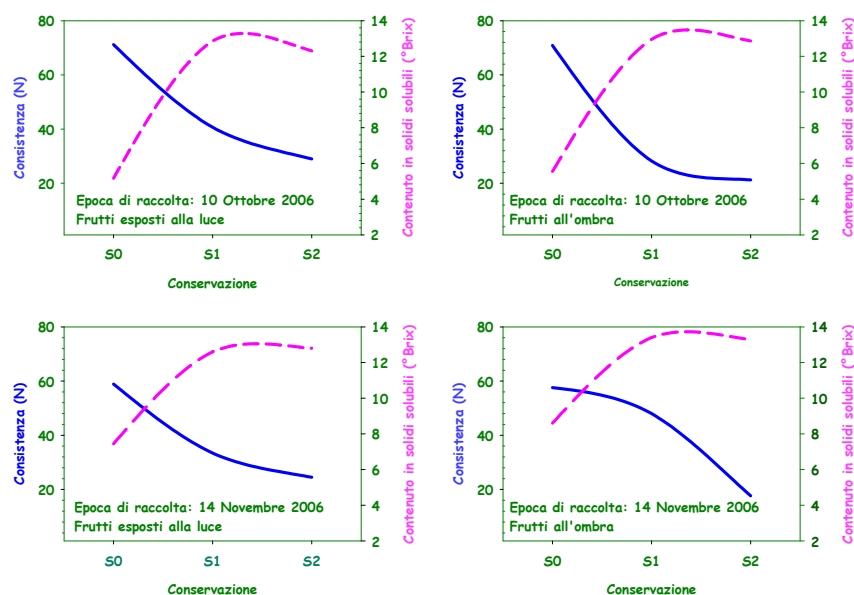 80
60
40
20
Consistenza (N)
14
12
10
8
6
4
2
Contenuto in solidi solubili (°Brix)
Epoca di raccolta: 10 Ottobre 2006
Frutti esposti alla luce
S0 S1 S2
Conservazione
80
60
40
20
Consistenza (N)
14
12
10
8
6
4
2
Contenuto in solidi solubili (°Brix)
Epoca di raccolta: 10 Ottobre 2006
Frutti all'ombra
S0 S1 S2
Conservazione
80
60
40
20
Consistenza (N)
14
12
10
8
6
4
2
Contenuto in solidi solubili (°Brix)
Epoca di raccolta: 14 Novembre 2006
Frutti esposti alla luce
S0 S1 S2
Conservazione
80
60
40
20
Consistenza (N)
14
12
10
8
6
4
2
Contenuto in solidi solubili (°Brix)
Epoca di raccolta: 14 Novembre 2006
Frutti all'ombra
S0 S1 S2
Conservazione